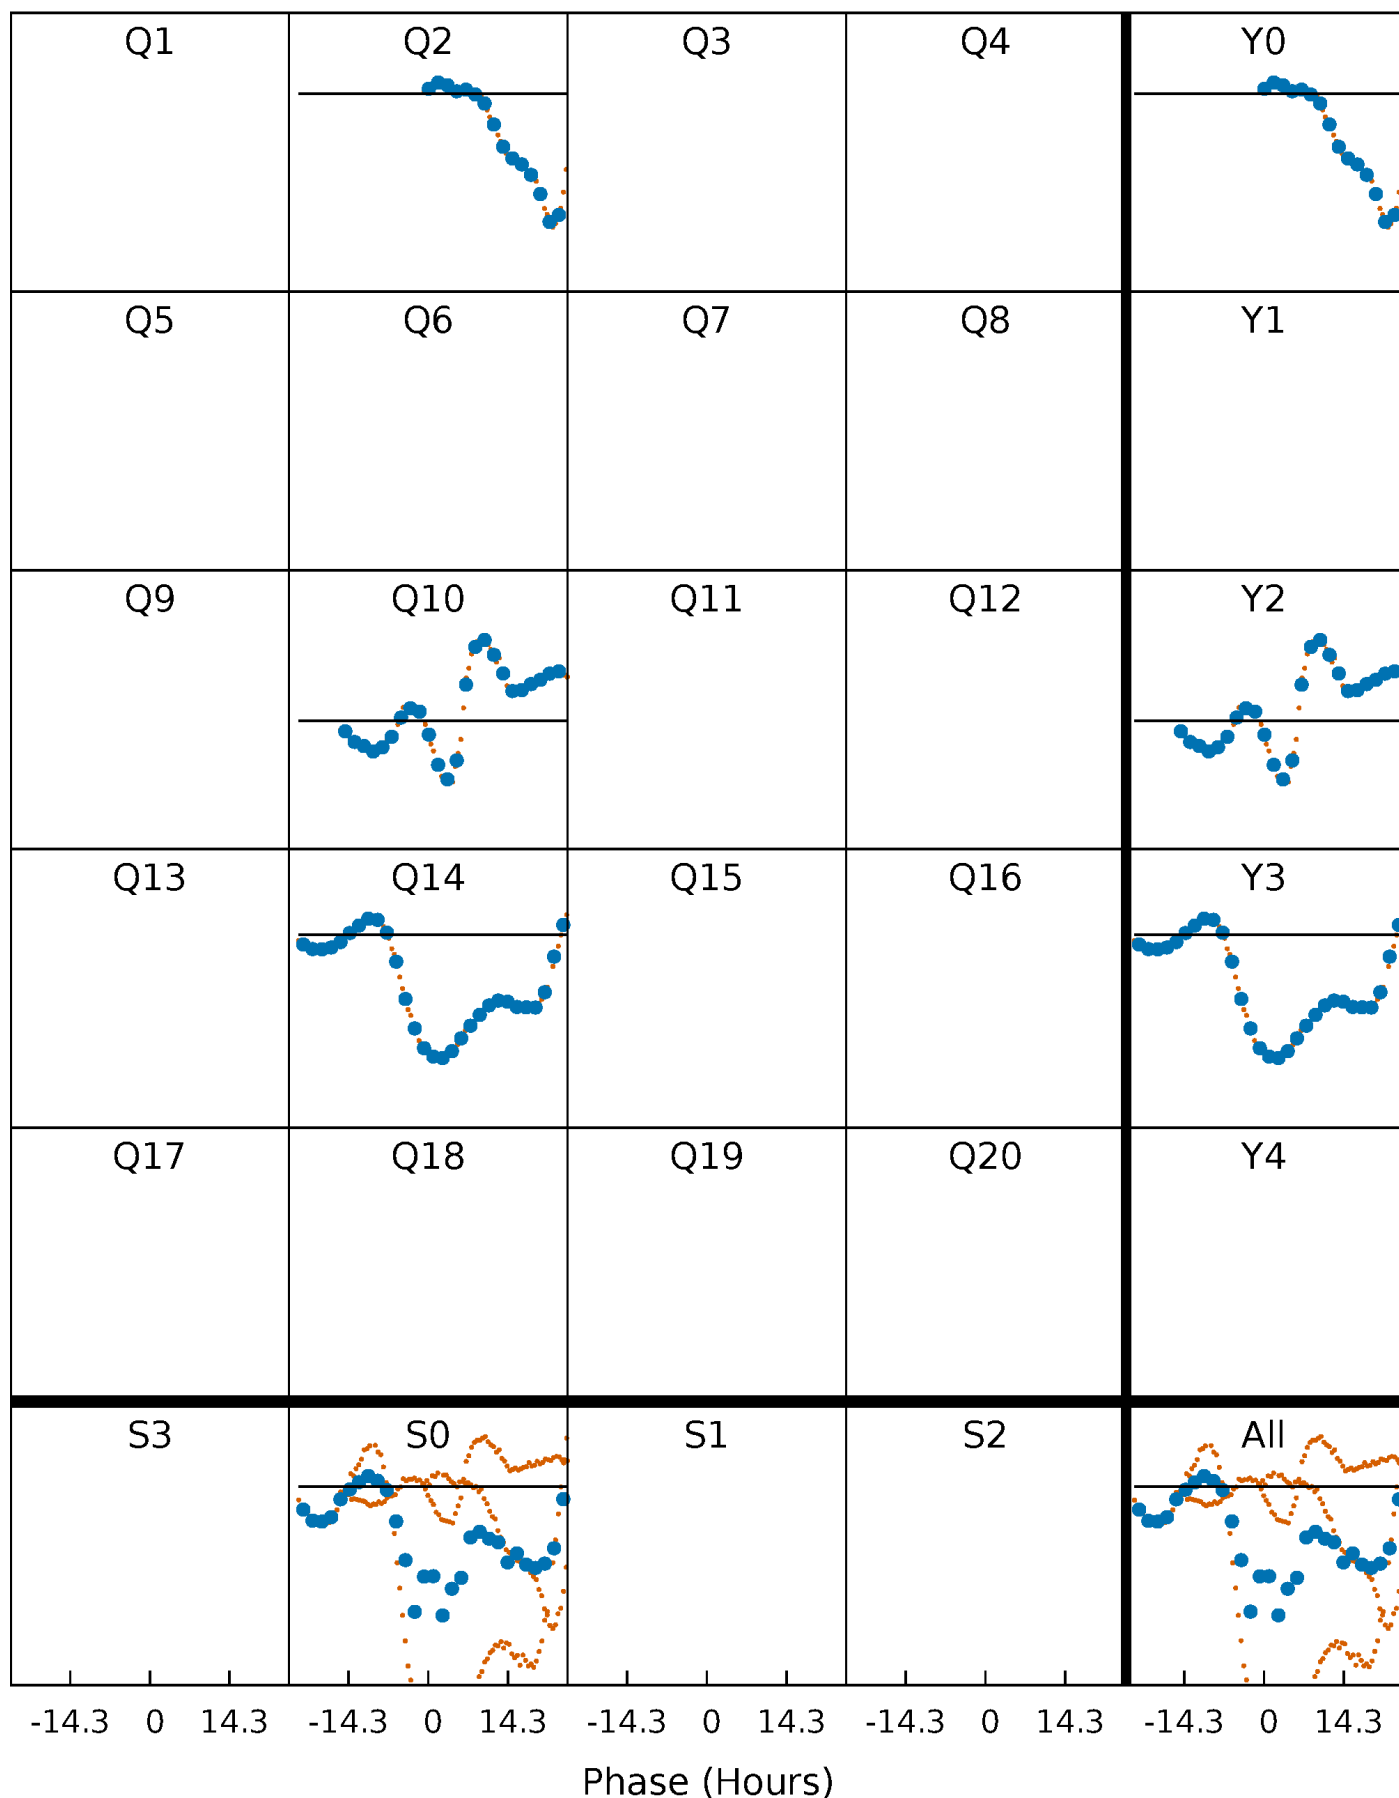 Q1 Q2 Q3 Q4 Y0
Q5 Q6 Q7 Q8 Y1
Q9 Q10 Q11 Q12 Y2
Q13 Q14 Q15 Q16 Y3
Q17 Q18 Q19 Q20 Y4
S3 S0 S1 S2 All
-14.3 0 14.3 -14.3 0 14.3 -14.3 0 14.3 -14.3 0 14.3 -14.3 0 14.3
Phase (Hours)